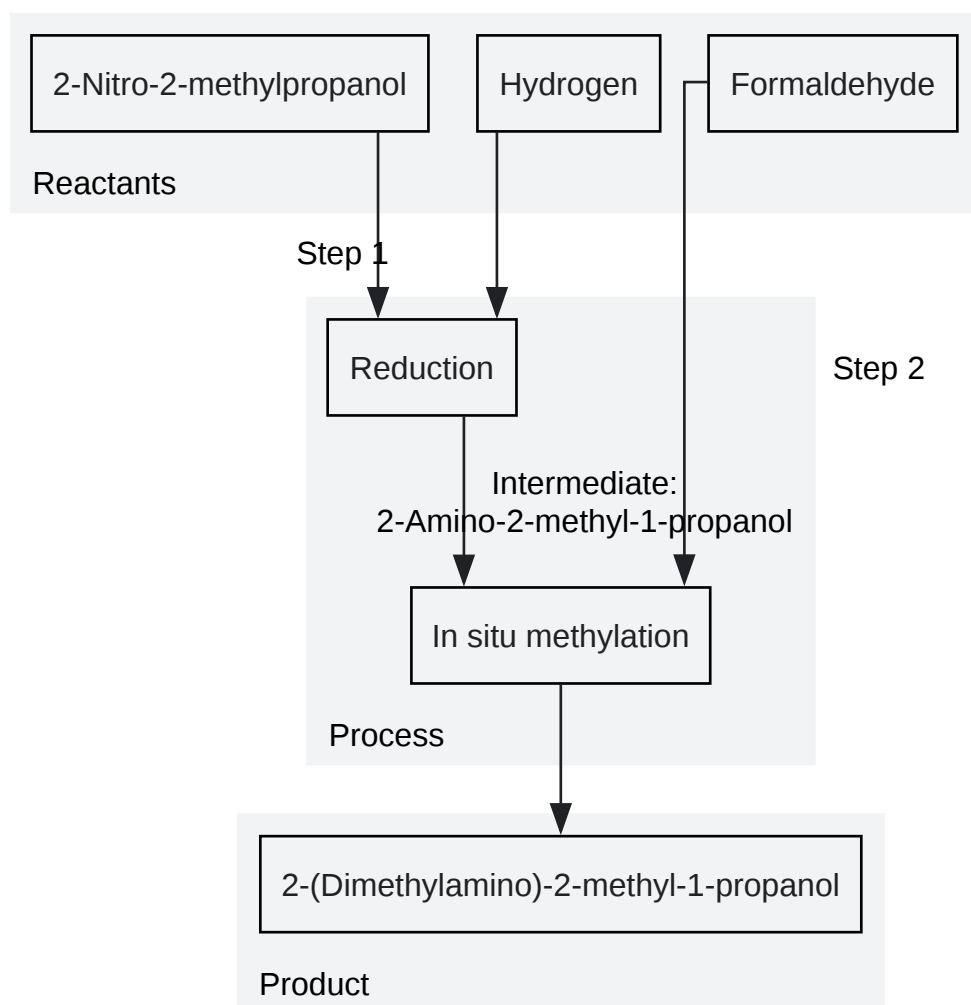 2-Nitro-2-methylpropanol
Hydrogen
Formaldehyde
Reactants
Step 1
Reduction
Step 2
Intermediate:
2-Amino-2-methyl-1-propanol
In situ methylation
Process
2-(Dimethylamino)-2-methyl-1-propanol
Product